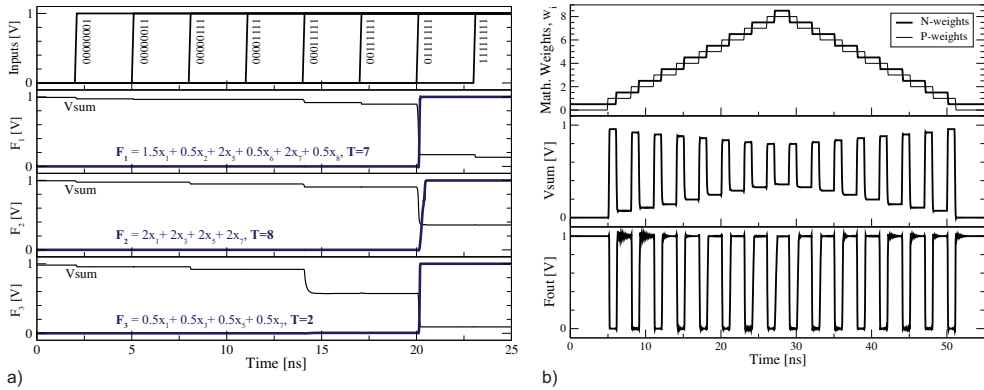 Inputs [V]
1
0
00000001
00000011
00000111
00001111
00011111
00111111
01111111
11111111
F1 [V]
1
0
Vsum
F1 = 1.5x1 + 0.5x2 + 2x5 + 0.5x6 + 2x7 + 0.5x8, T=7
F2 [V]
1
0
Vsum
F2 = 2x1 + 2x3 + 2x5 + 2x7, T=8
F3 [V]
1
0
Vsum
F3 = 0.5x1 + 0.5x3 + 0.5x5 + 0.5x7, T=2
0 5 10 15 20 25
Time [ns]
a)
Math. Weights, wi
8
6
4
2
0
N-weights
P-weights
Vsum [V]
1
0
Fout [V]
1
0
0 10 20 30 40 50
Time [ns]
b)